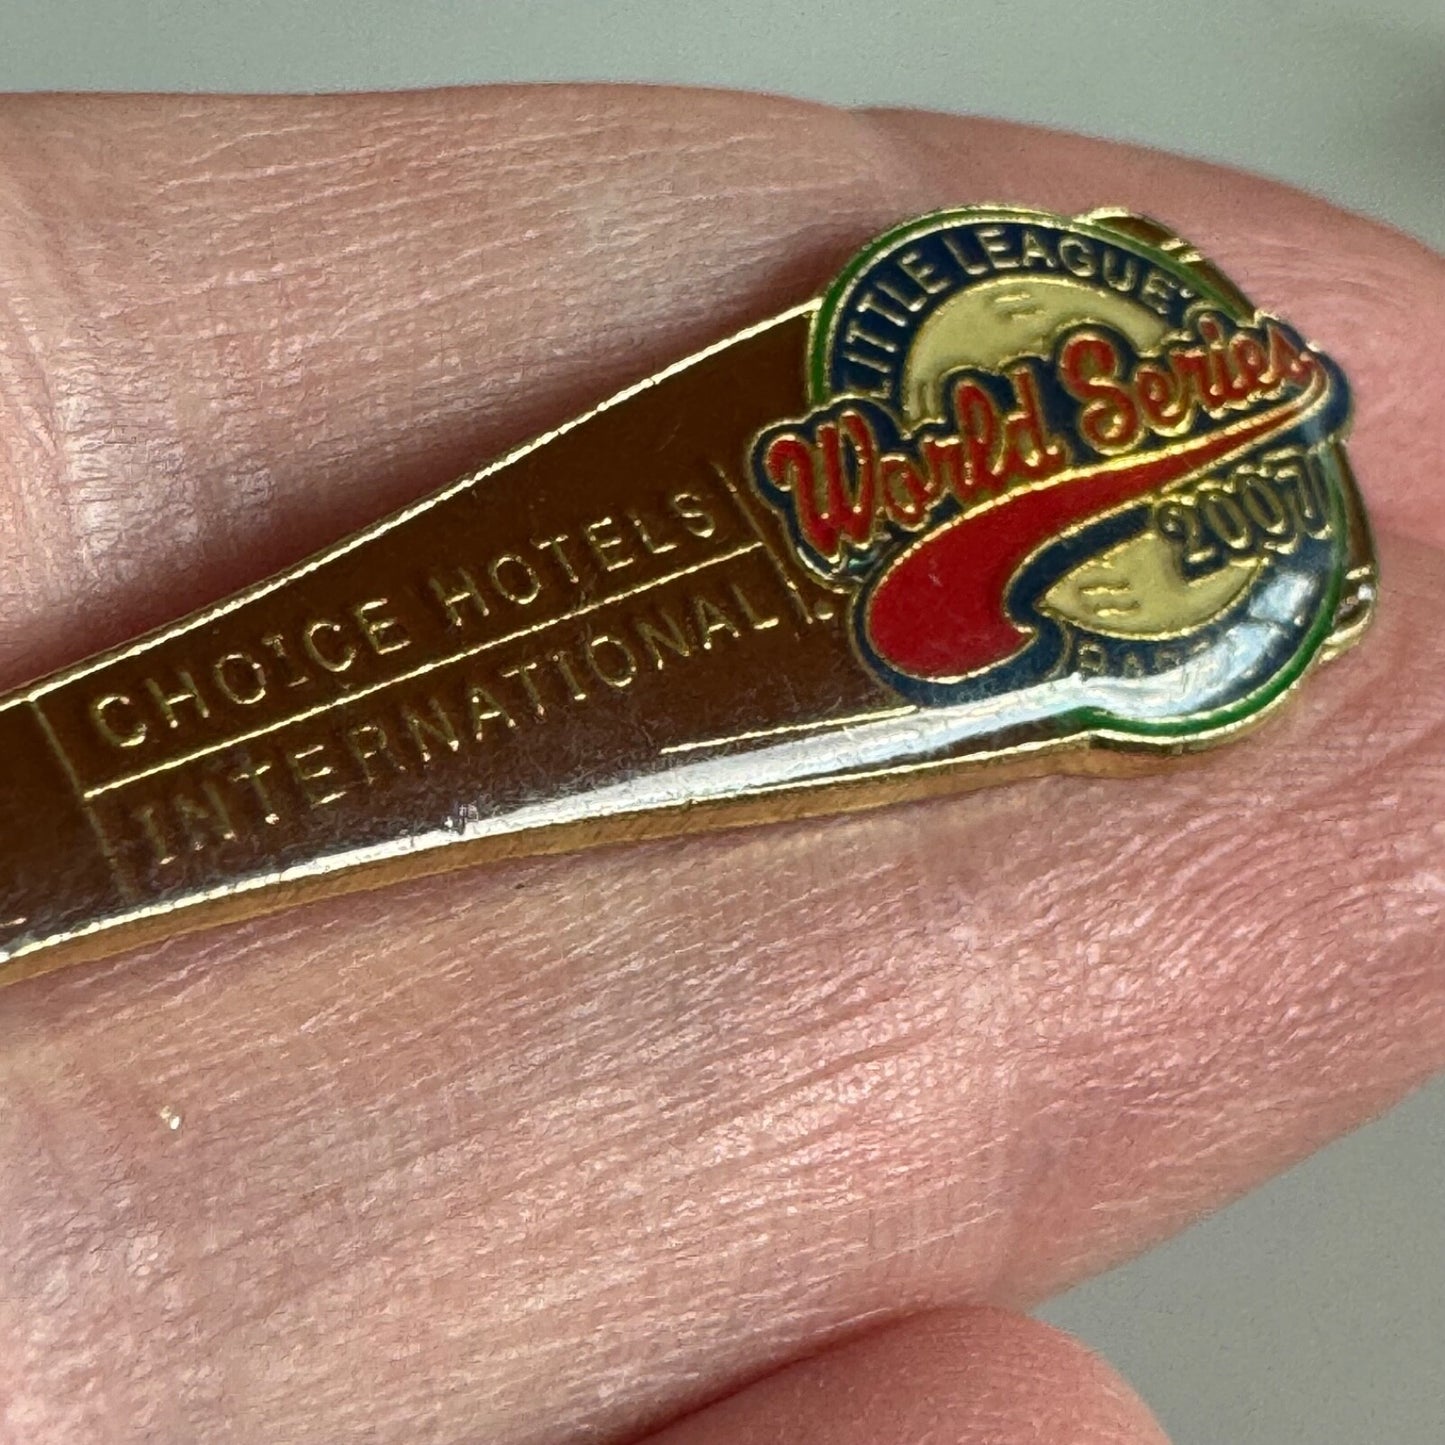 LITTLE LEAGUE
World Series
2007
CHOICE HOTELS
INTERNATIONAL